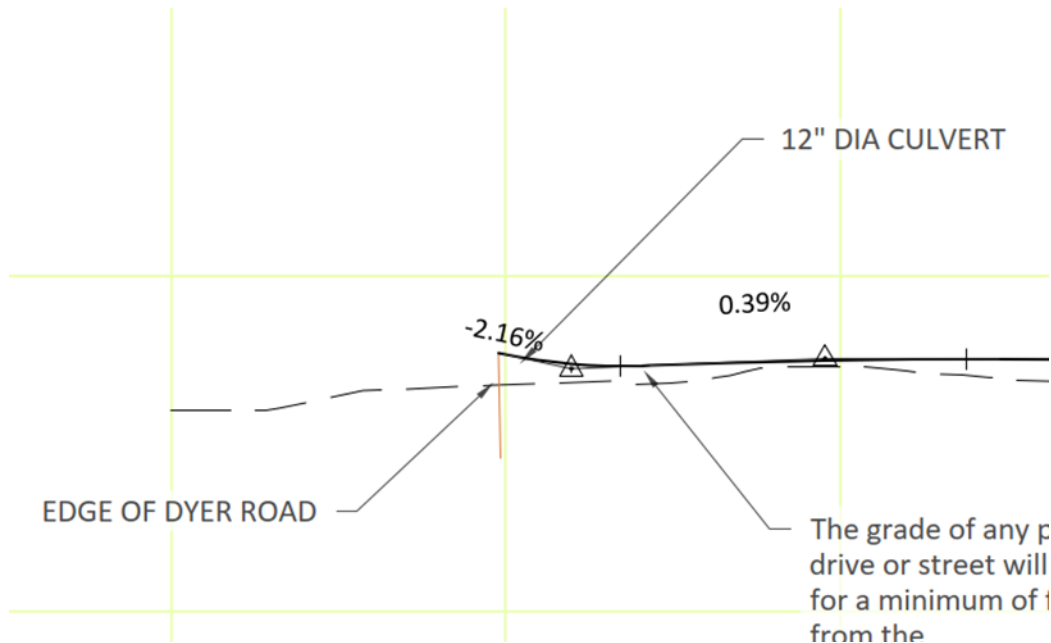 12" DIA CULVERT
0.39%
-2.16%
EDGE OF DYER ROAD
The grade of any
drive or street will
for a minimum of
from the